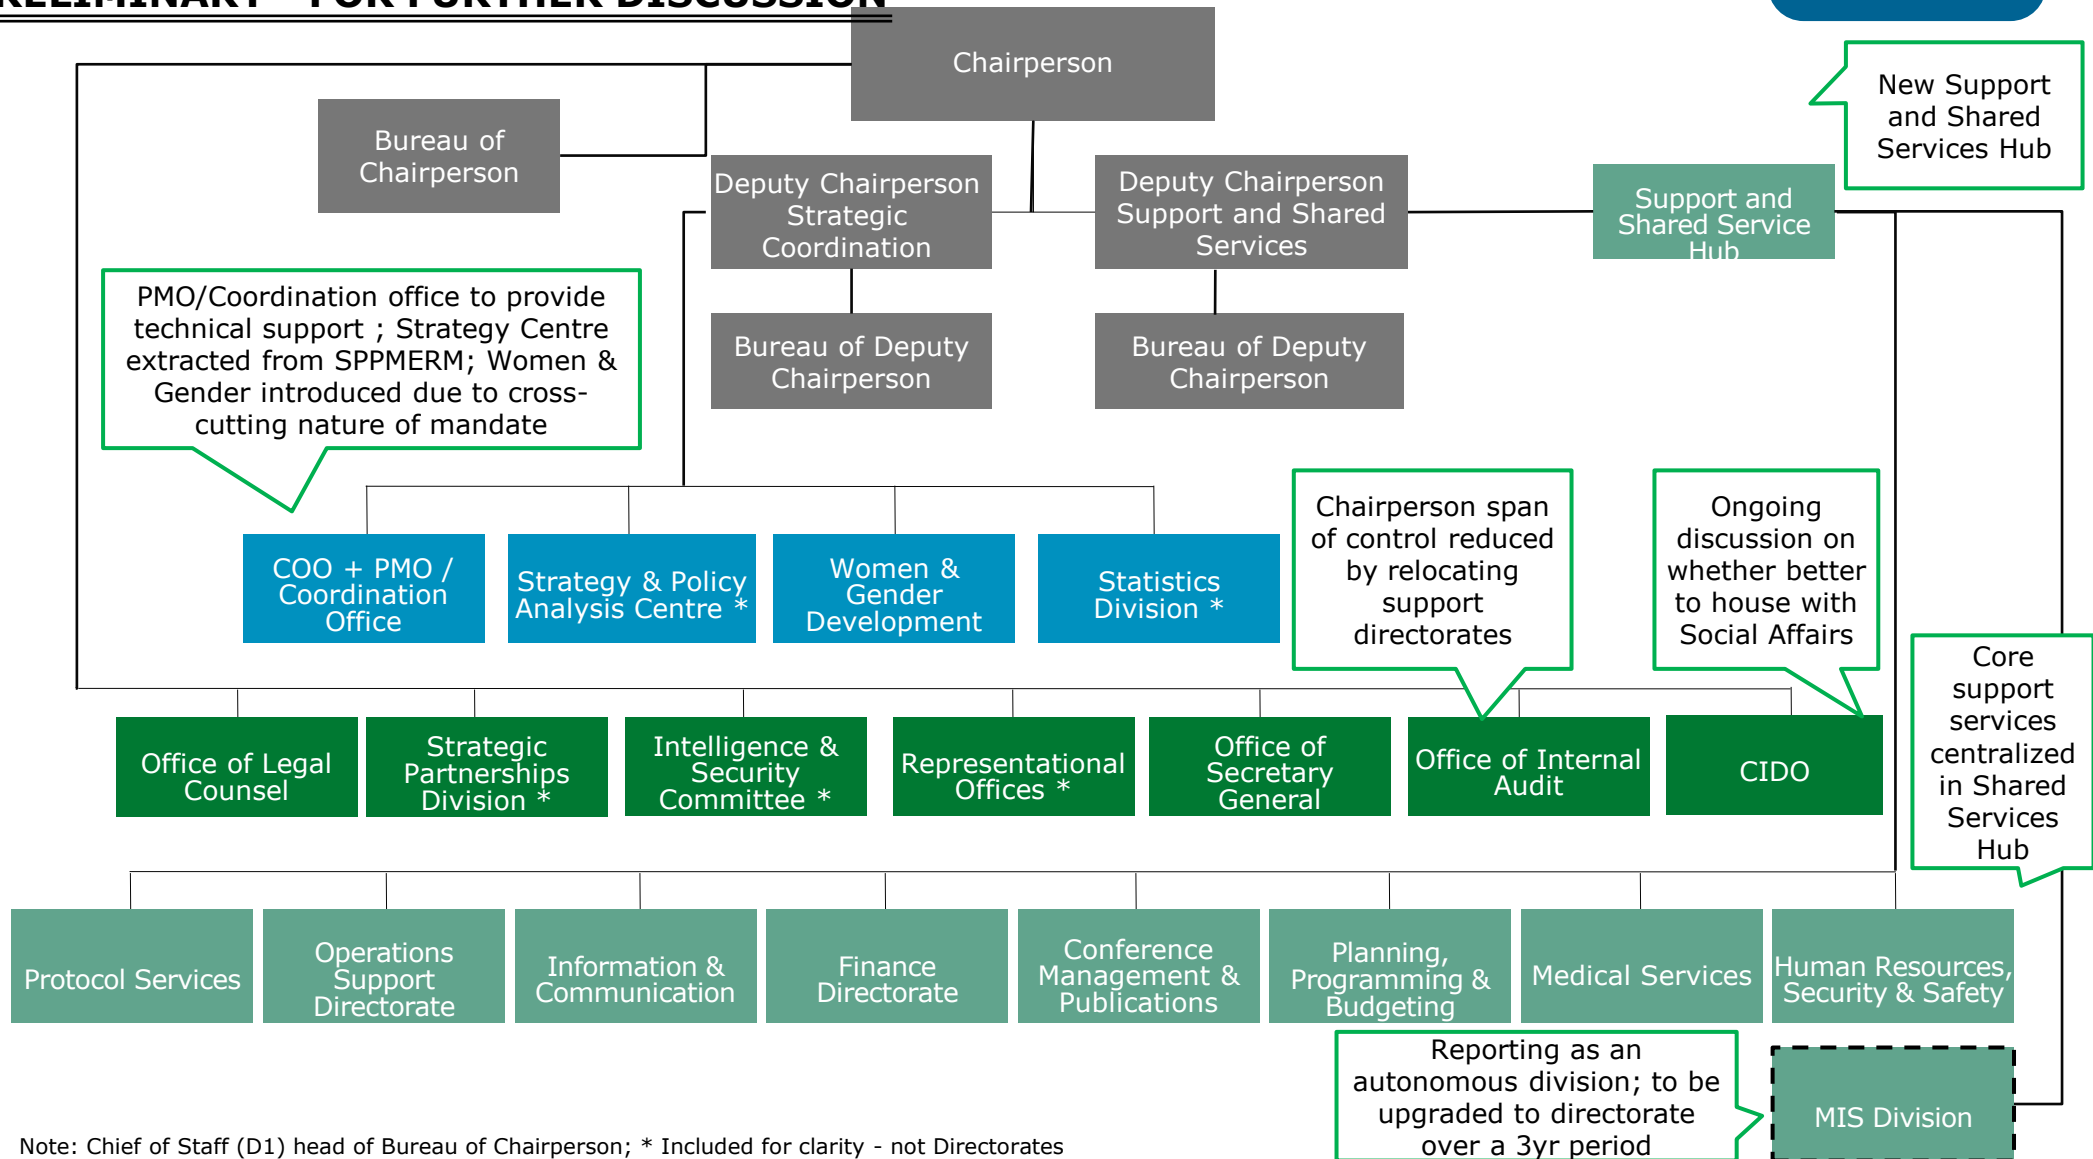 PRELIMINARY - FOR FURTHER DISCUSSION
Chairperson
New Support
and Shared
Services Hub
Bureau of
Chairperson
Deputy Chairperson
Strategic
Coordination
Deputy Chairperson
Support and Shared
Services
Support and
Shared Service
Hub
PMO/Coordination office to provide
technical support ; Strategy Centre
extracted from SPPMERM; Women &
Gender introduced due to cross-
cutting nature of mandate
Bureau of Deputy
Chairperson
Bureau of Deputy
Chairperson
Chairperson span
of control reduced
by relocating
support
directorates
Ongoing
discussion on
whether better
to house with
Social Affairs
COO + PMO /
Coordination
Office
Strategy & Policy
Analysis Centre *
Women &
Gender
Development
Statistics
Division *
Core
support
services
centralized
in Shared
Services
Hub
Office of Legal
Counsel
Strategic
Partnerships
Division *
Intelligence &
Security
Committee *
Representational
Offices *
Office of
Secretary
General
Office of Internal
Audit
CIDO
Protocol Services
Operations
Support
Directorate
Information &
Communication
Finance
Directorate
Conference
Management &
Publications
Planning,
Programming &
Budgeting
Medical Services
Human Resources,
Security & Safety
Reporting as an
autonomous division; to be
upgraded to directorate
over a 3yr period
MIS Division
Note: Chief of Staff (D1) head of Bureau of Chairperson; * Included for clarity - not Directorates